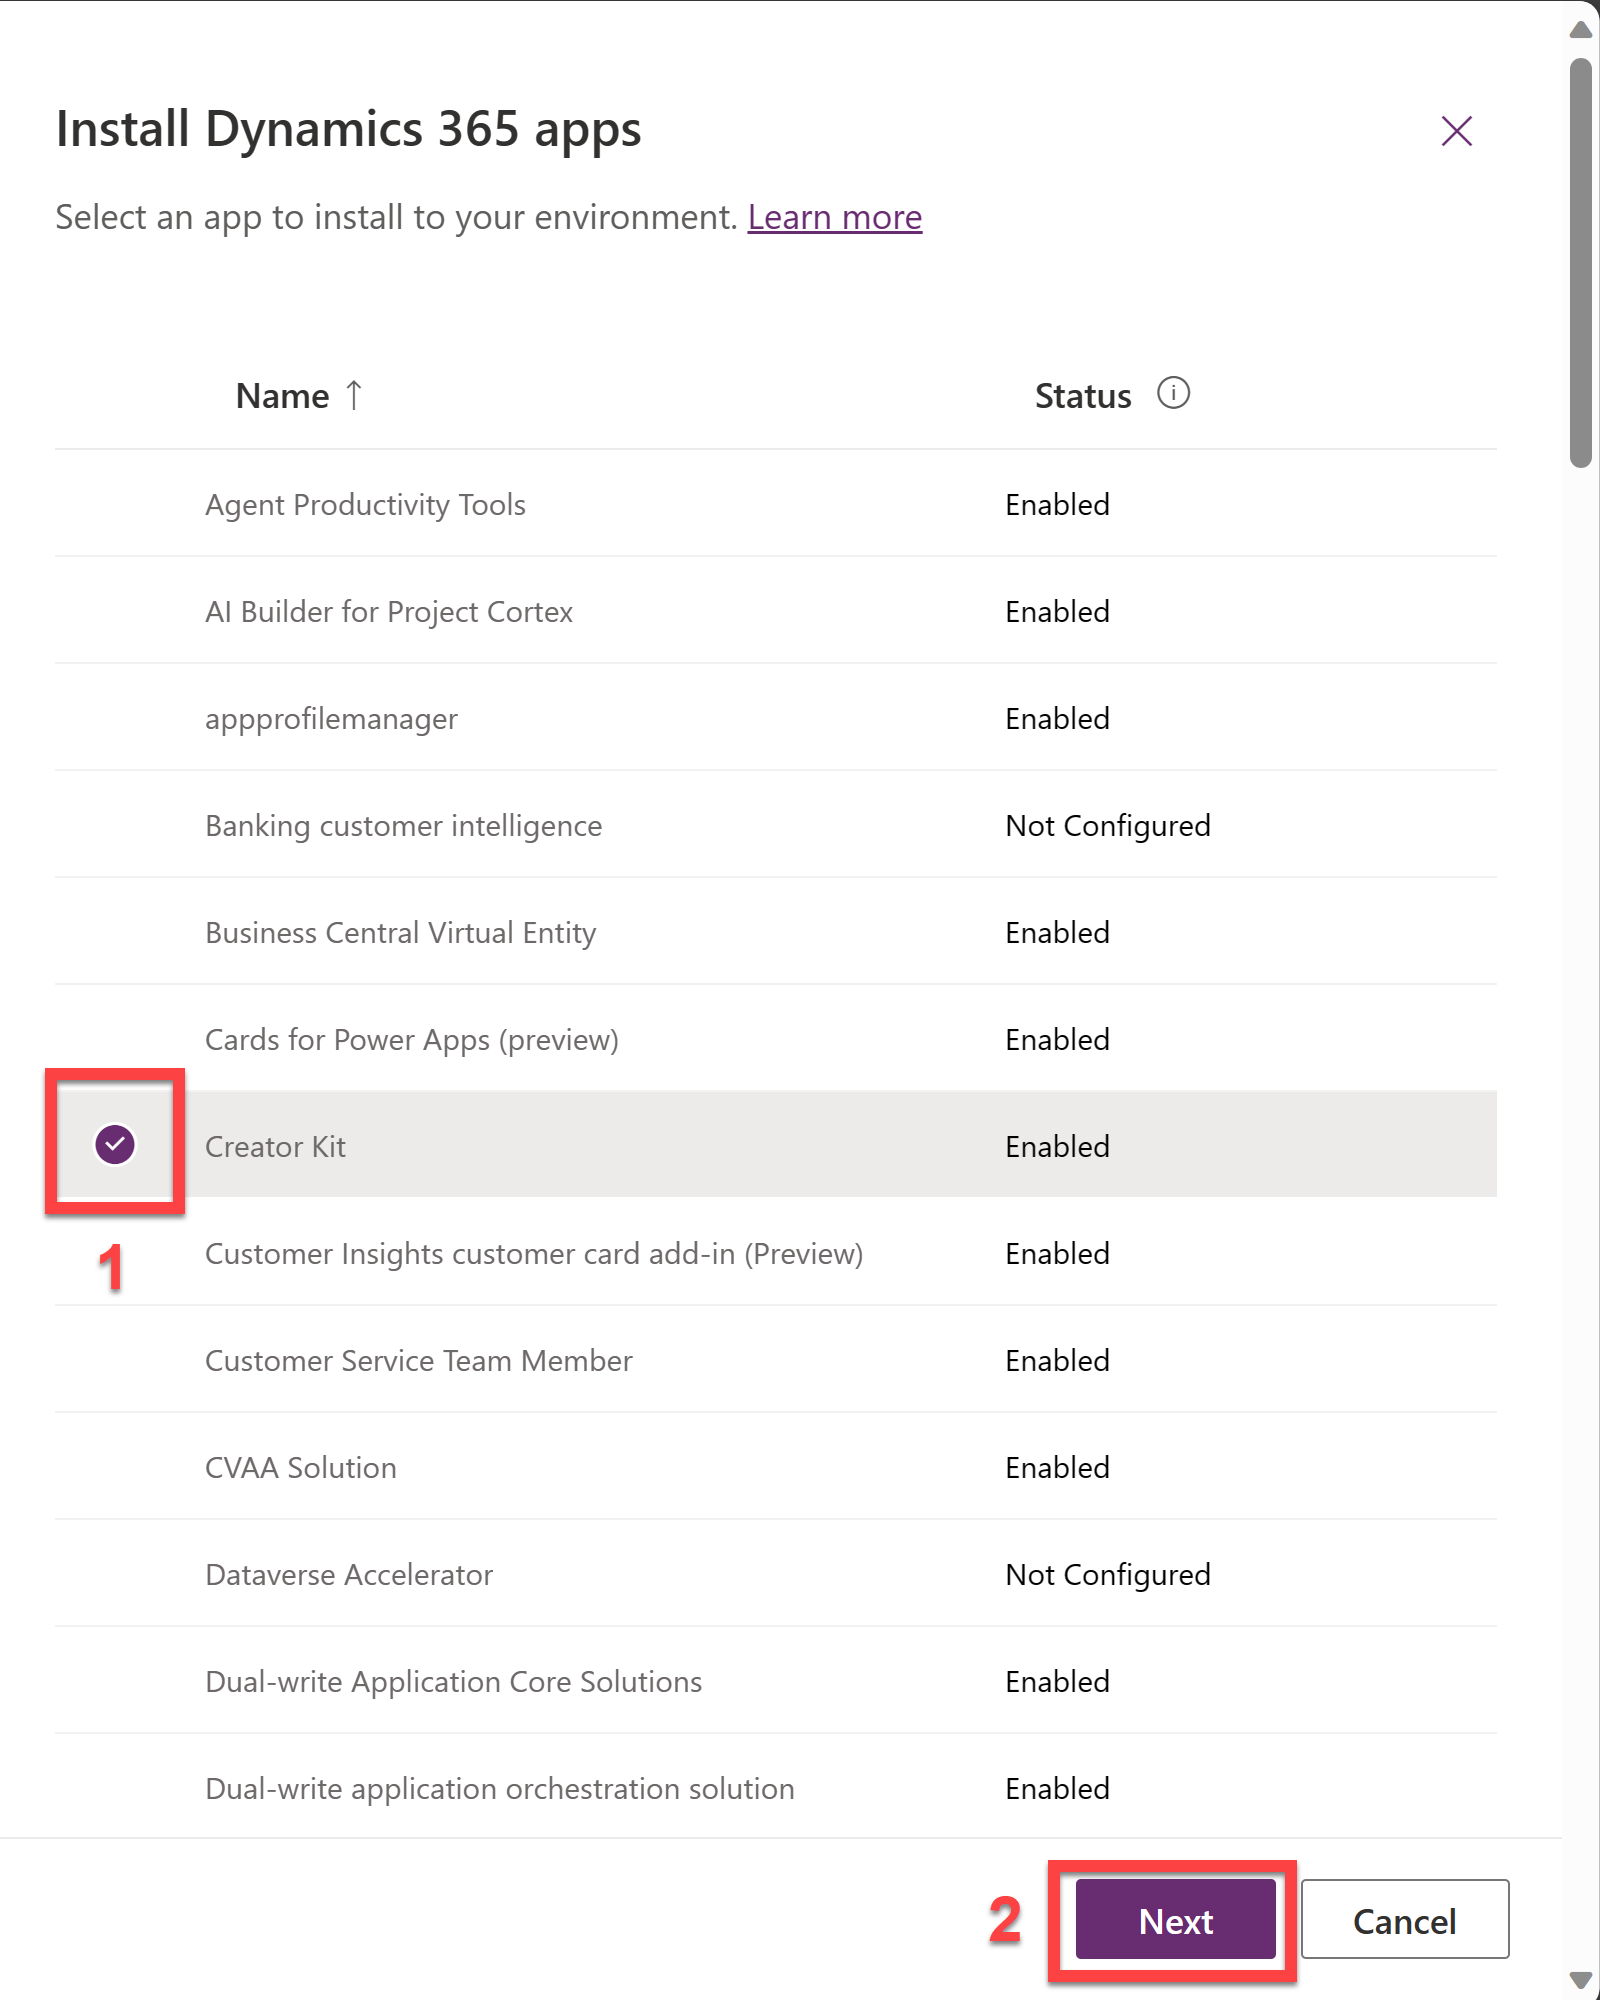 Install Dynamics 365 apps
Select an app to install to your environment. Learn more
Name ↑ Status
Agent Productivity Tools Enabled
AI Builder for Project Cortex Enabled
appprofilemanager Enabled
Banking customer intelligence Not Configured
Business Central Virtual Entity Enabled
Cards for Power Apps (preview) Enabled
Creator Kit Enabled
1
Customer Insights customer card add-in (Preview) Enabled
Customer Service Team Member Enabled
CVAA Solution Enabled
Dataverse Accelerator Not Configured
Dual-write Application Core Solutions Enabled
Dual-write application orchestration solution Enabled
2 Next Cancel